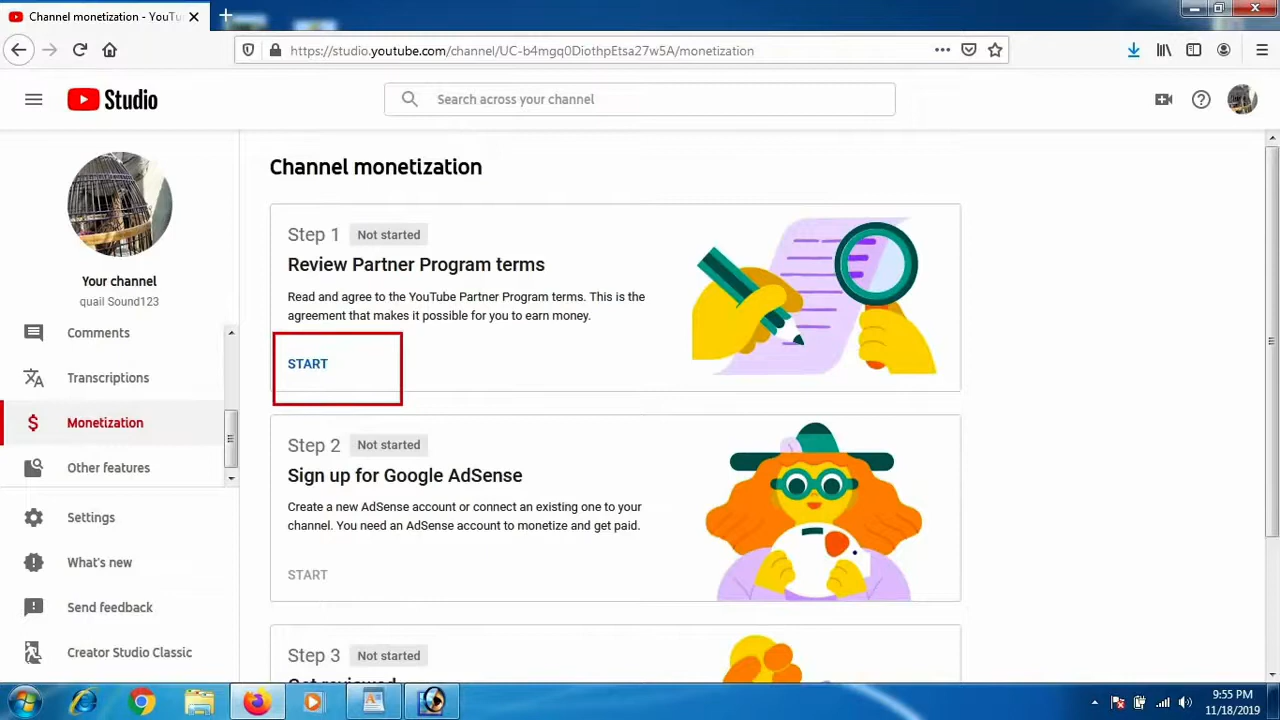 Channel monetization - YouTu
https://studio.youtube.com/channel/UC-b4mgq0DiothpEtsa27w5A/monetization
Studio
Search across your channel
Your channel
quail Sound123
Comments
Transcriptions
Monetization
Other features
Settings
What's new
Send feedback
Creator Studio Classic
Channel monetization
Step 1 Not started
Review Partner Program terms
Read and agree to the YouTube Partner Program terms. This is the
agreement that makes it possible for you to earn money.
START
Step 2 Not started
Sign up for Google AdSense
Create a new AdSense account or connect an existing one to your
channel. You need an AdSense account to monetize and get paid.
START
Step 3 Not started
Get reviewed
9:55 PM
11/18/2019